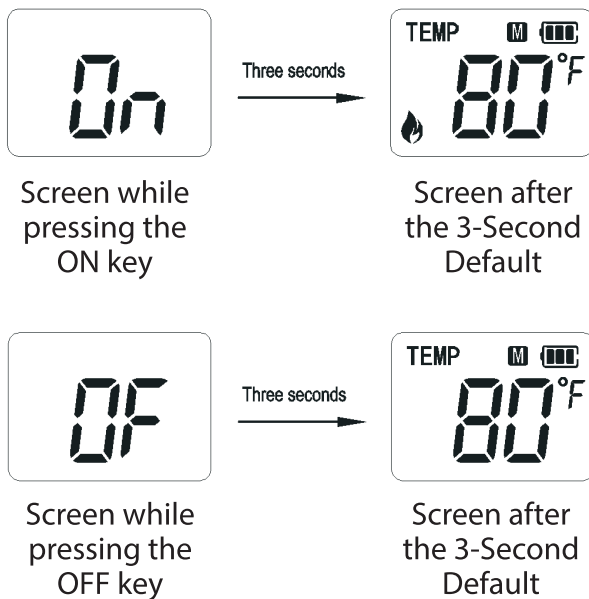 On
Three seconds
TEMP M
80°F
Screen while
pressing the
ON key
Screen after
the 3-Second
Default
OF
Three seconds
TEMP M
80°F
Screen while
pressing the
OFF key
Screen after
the 3-Second
Default